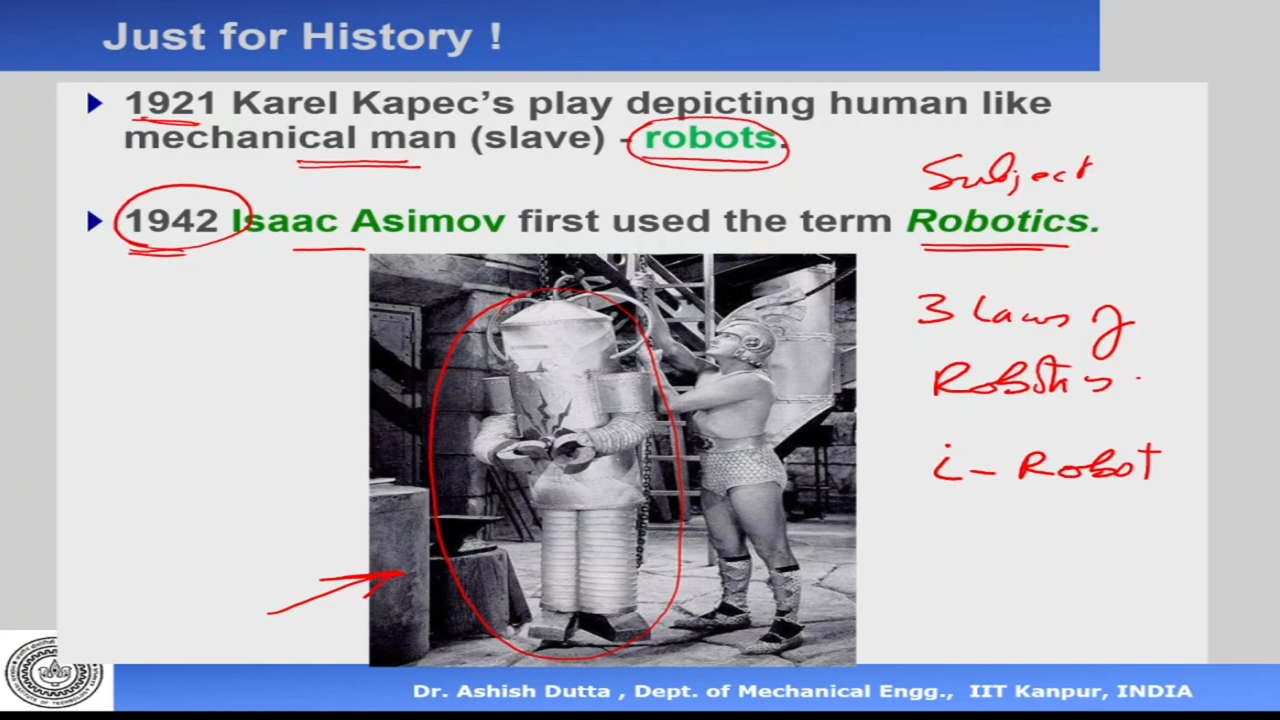 Just for History !
1921 Karel Kapec’s play depicting human like
mechanical man (slave) - robots.
Subject
1942 Isaac Asimov first used the term Robotics.
3 Laws of
Robotics.
i - Robot
Dr. Ashish Dutta , Dept. of Mechanical Engg., IIT Kanpur, INDIA